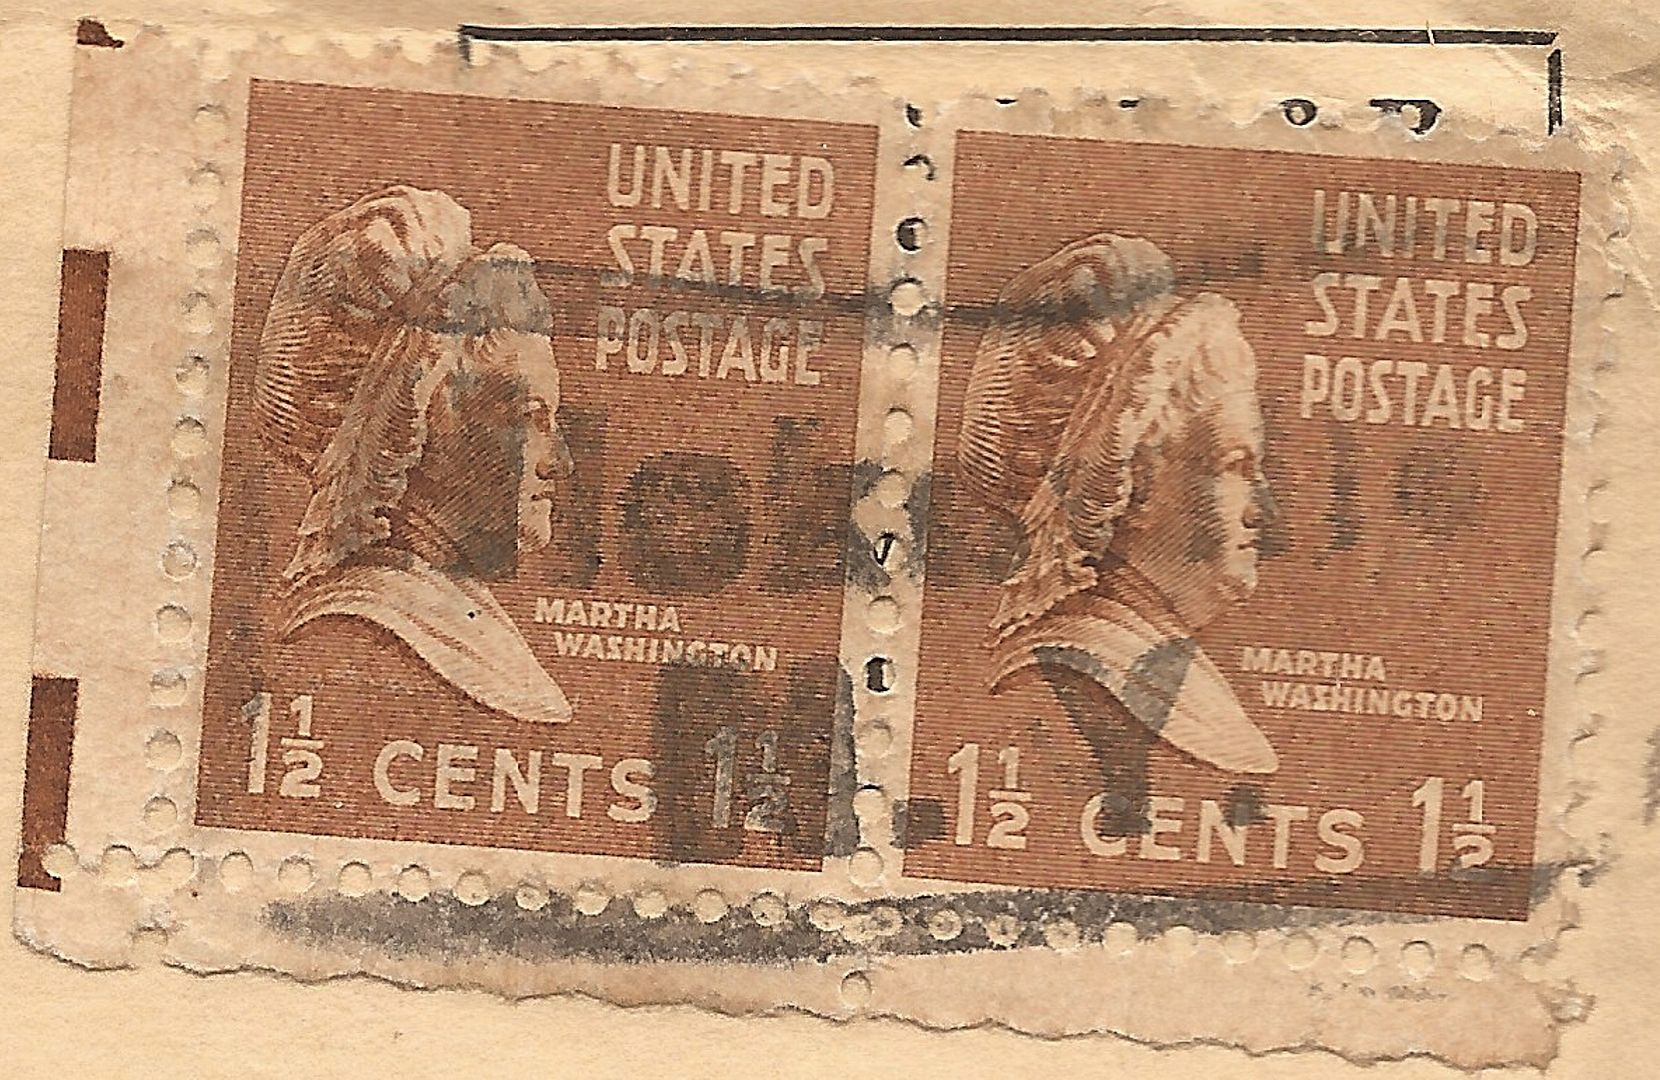 UNITED
STATES
POSTAGE
MARTHA
WASHINGTON
1½ CENTS 1½
UNITED
STATES
POSTAGE
MARTHA
WASHINGTON
1½ CENTS 1½